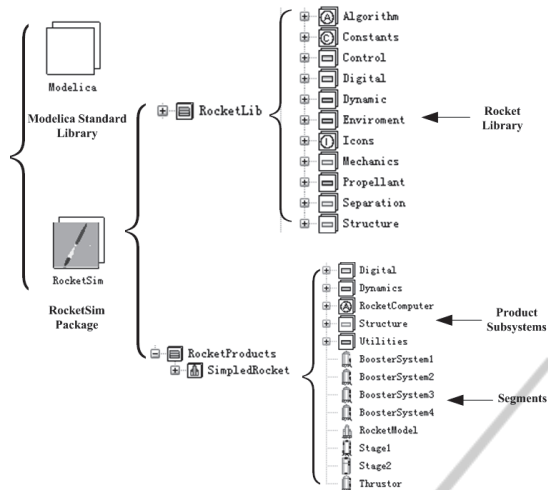 Modelica
Modelica Standard
Library
RocketSim
RocketSim
Package
RocketLib
Algorithm
Constants
Control
Digital
Dynamic
Enviroment
Icons
Mechanics
Propellant
Separation
Structure
Rocket
Library
RocketProducts
SimpledRocket
Digital
Dynamics
RocketComputer
Structure
Utilities
BoosterSystem1
BoosterSystem2
BoosterSystem3
BoosterSystem4
RocketModel
Stage1
Stage2
Thrustor
Product
Subsystems
Segments